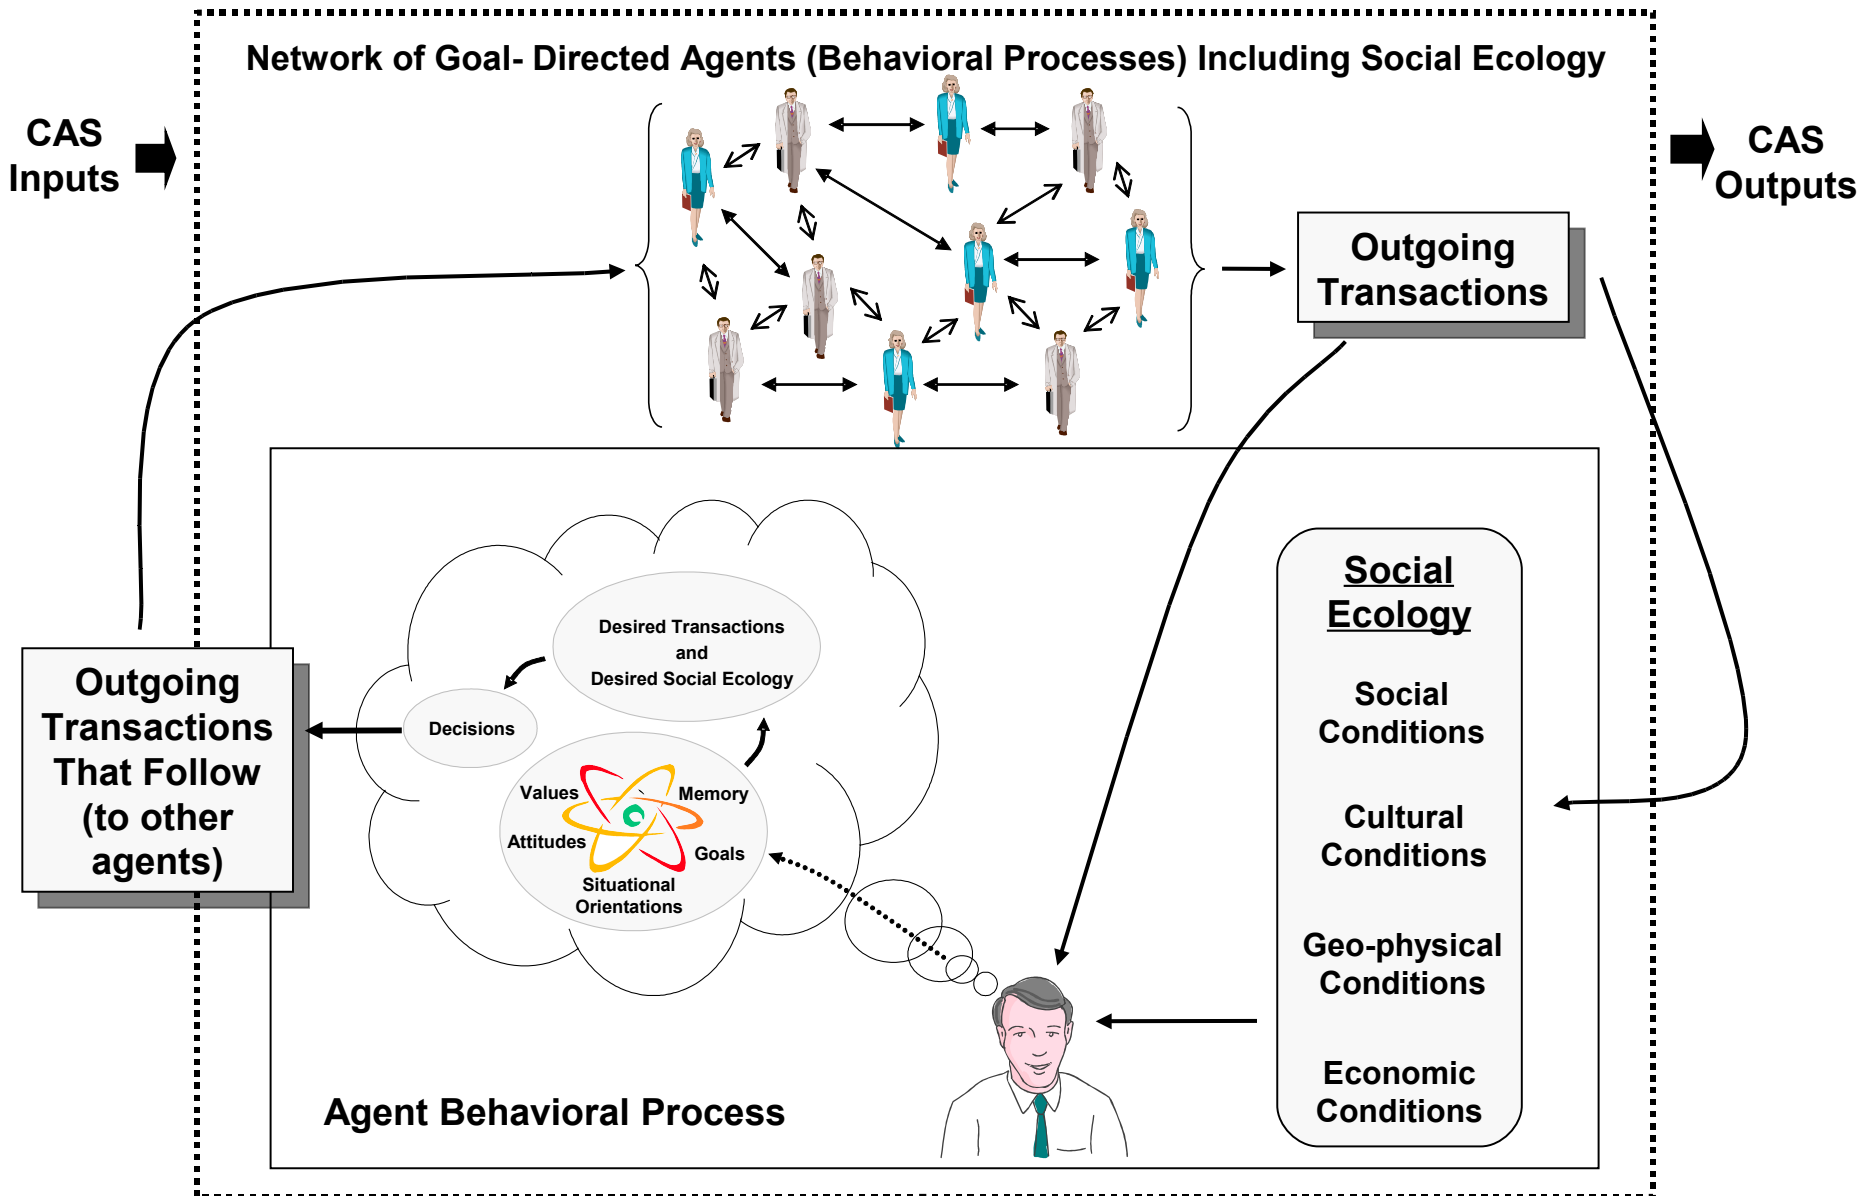 Network of Goal- Directed Agents (Behavioral Processes) Including Social Ecology
CAS
Inputs
CAS
Outputs
Outgoing
Transactions
Social
Ecology
Social
Conditions
Cultural
Conditions
Geo-physical
Conditions
Economic
Conditions
Desired Transactions
and
Desired Social Ecology
Decisions
Values
Memory
Attitudes
Goals
Situational
Orientations
Outgoing
Transactions
That Follow
(to other
agents)
Agent Behavioral Process